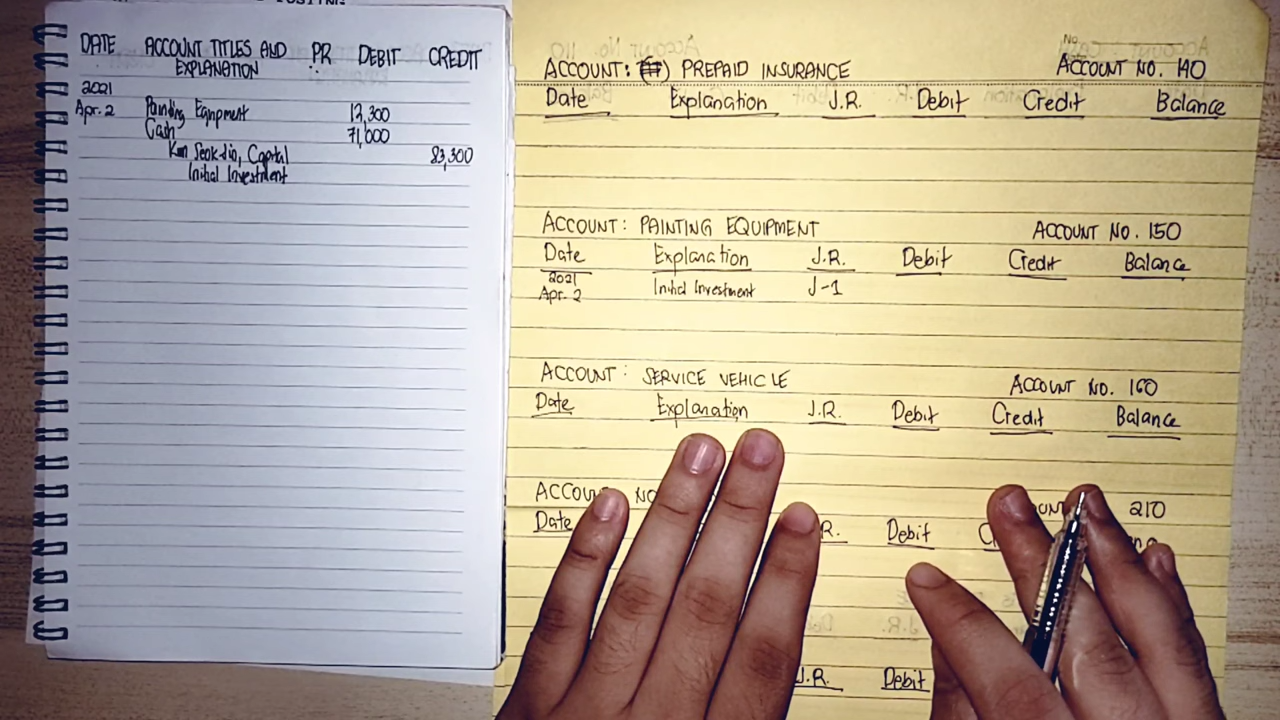 DATE ACCOUNT TITLES AND EXPLANATION PR DEBIT CREDIT
2021
Apr. 2 Painting Equipment 12,300
Cash 71,000
Kim Seok-Jin, Capital 83,300
Initial Investment
ACCOUNT: PREPAID INSURANCE ACCOUNT NO. 140
Date Explanation J.R. Debit Credit Balance
ACCOUNT: PAINTING EQUIPMENT ACCOUNT NO. 150
Date Explanation J.R. Debit Credit Balance
2021
Apr. 2 Initial Investment J-1
ACCOUNT: SERVICE VEHICLE ACCOUNT NO. 160
Date Explanation J.R. Debit Credit Balance
210
Date Debit
J.R. Debit